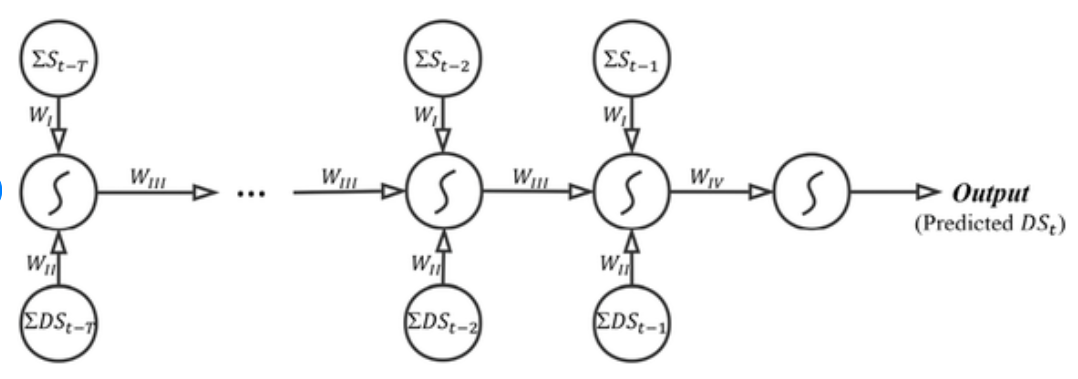 ΣS_{t−T}
ΣS_{t−2}
ΣS_{t−1}
W_I
W_I
W_I
∫
W_{III}
...
W_{III}
∫
W_{III}
∫
W_{IV}
∫
Output
(Predicted DS_t)
W_{II}
W_{II}
W_{II}
ΣDS_{t−T}
ΣDS_{t−2}
ΣDS_{t−1}